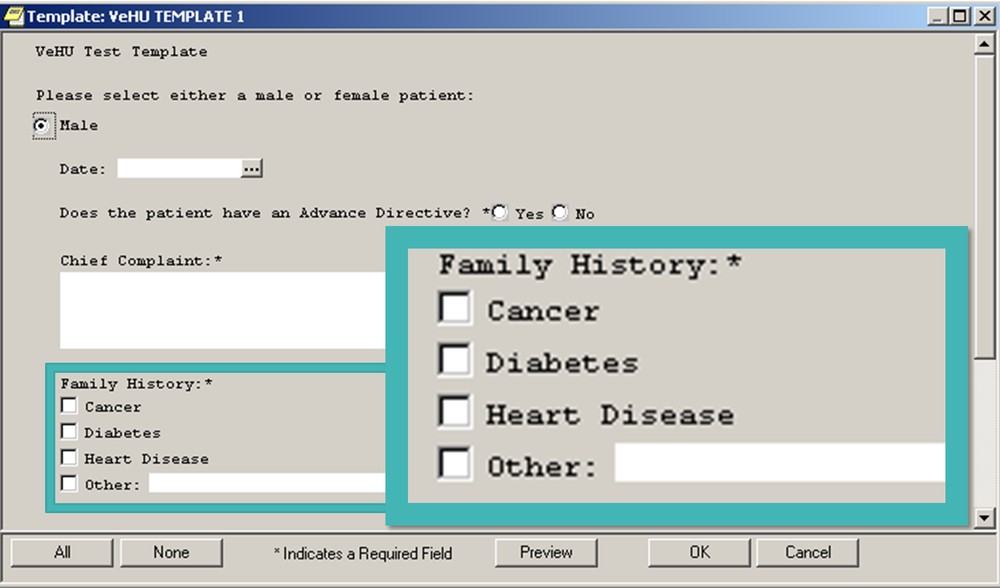 Template: VeHU TEMPLATE 1
VeHU Test Template
Please select either a male or female patient:
Male
Date: ...
Does the patient have an Advance Directive? * Yes No
Chief Complaint:*
Family History:*
Cancer
Diabetes
Heart Disease
Other:
Family History:*
Cancer
Diabetes
Heart Disease
Other:
All None * Indicates a Required Field Preview OK Cancel